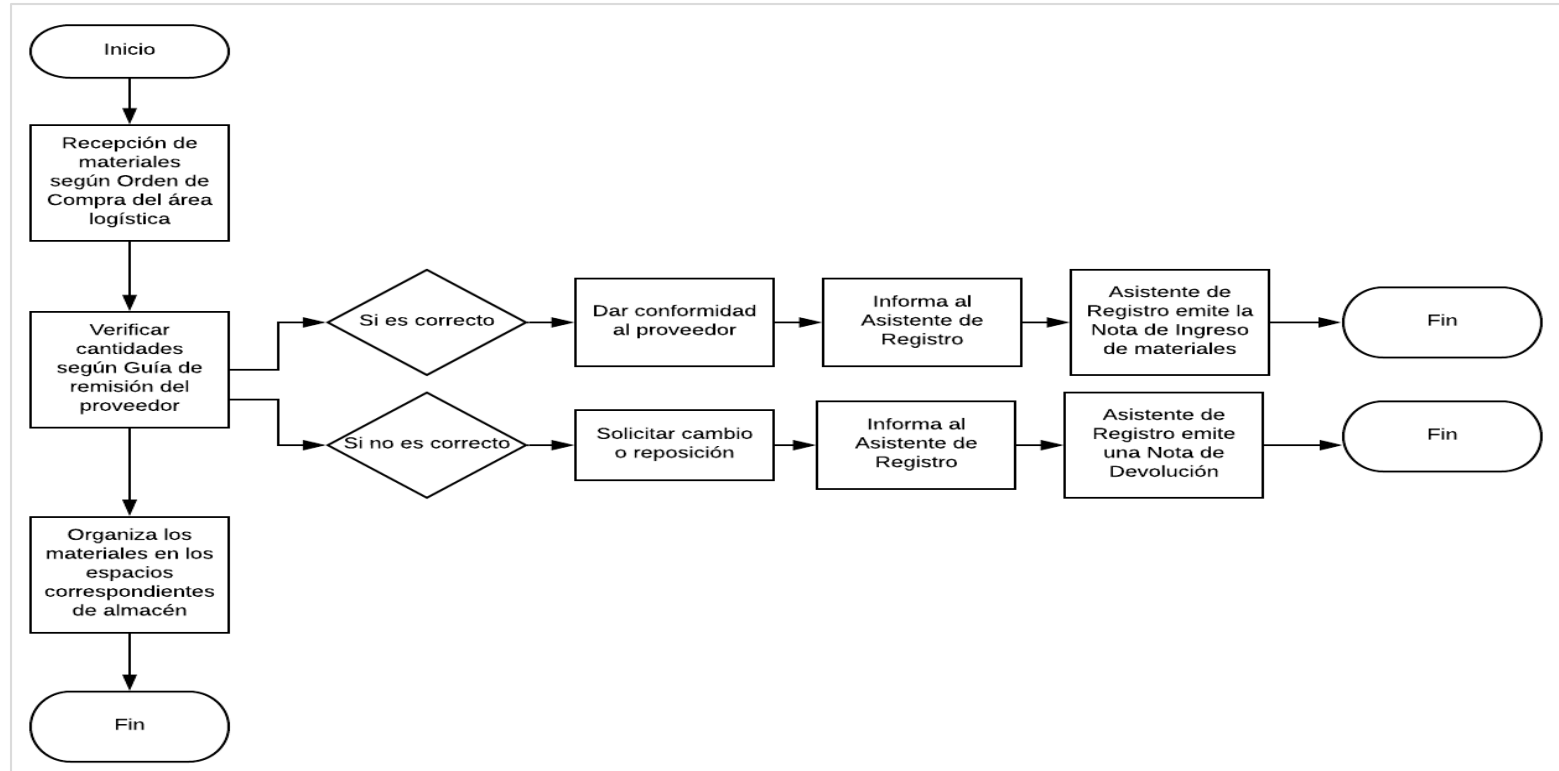 Inicio
Recepción de
materiales
según Orden de
Compra del área
logística
Verificar
cantidades
según Guía de
remisión del
proveedor
Si es correcto
Dar conformidad
al proveedor
Informa al
Asistente de
Registro
Asistente de
Registro emite la
Nota de Ingreso
de materiales
Fin
Si no es correcto
Solicitar cambio
o reposición
Informa al
Asistente de
Registro
Asistente de
Registro emite
una Nota de
Devolución
Fin
Organiza los
materiales en los
espacios
correspondientes
de almacén
Fin